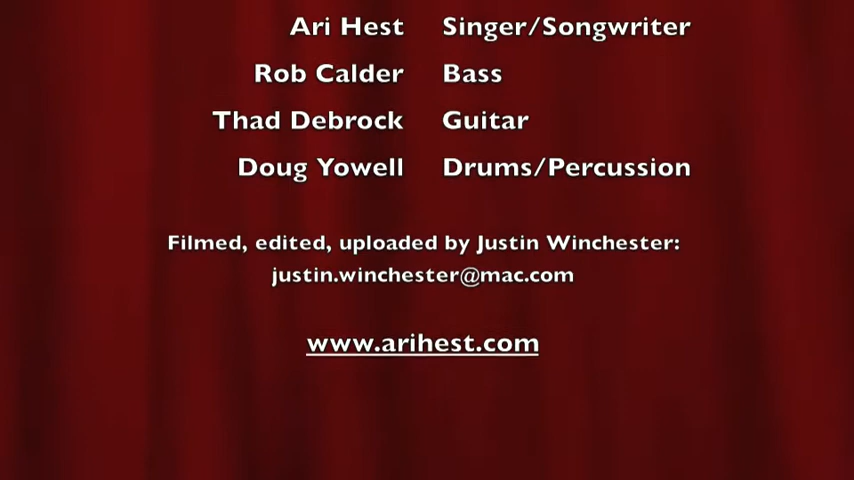 Ari Hest Singer/Songwriter
Rob Calder Bass
Thad Debrock Guitar
Doug Yowell Drums/Percussion
Filmed, edited, uploaded by Justin Winchester:
justin.winchester@mac.com
www.arihest.com